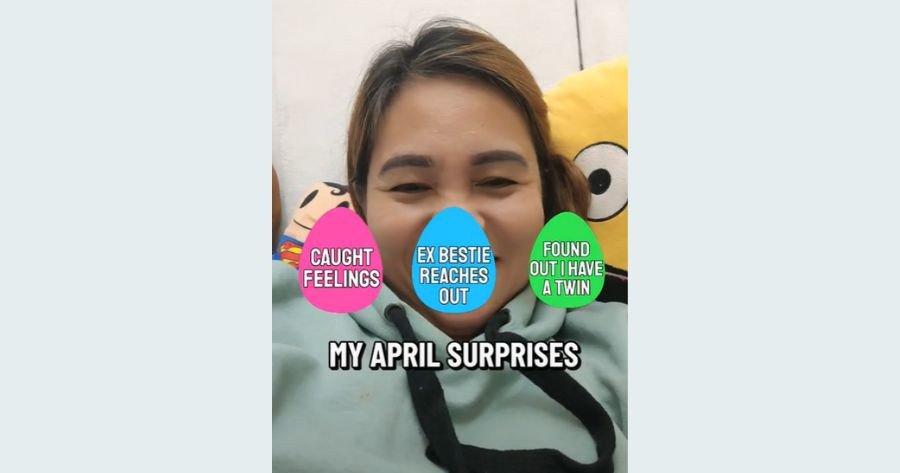 CAUGHT
FEELINGS
EX BESTIE
REACHES
OUT
FOUND
OUT I HAVE
A TWIN
MY APRIL SURPRISES